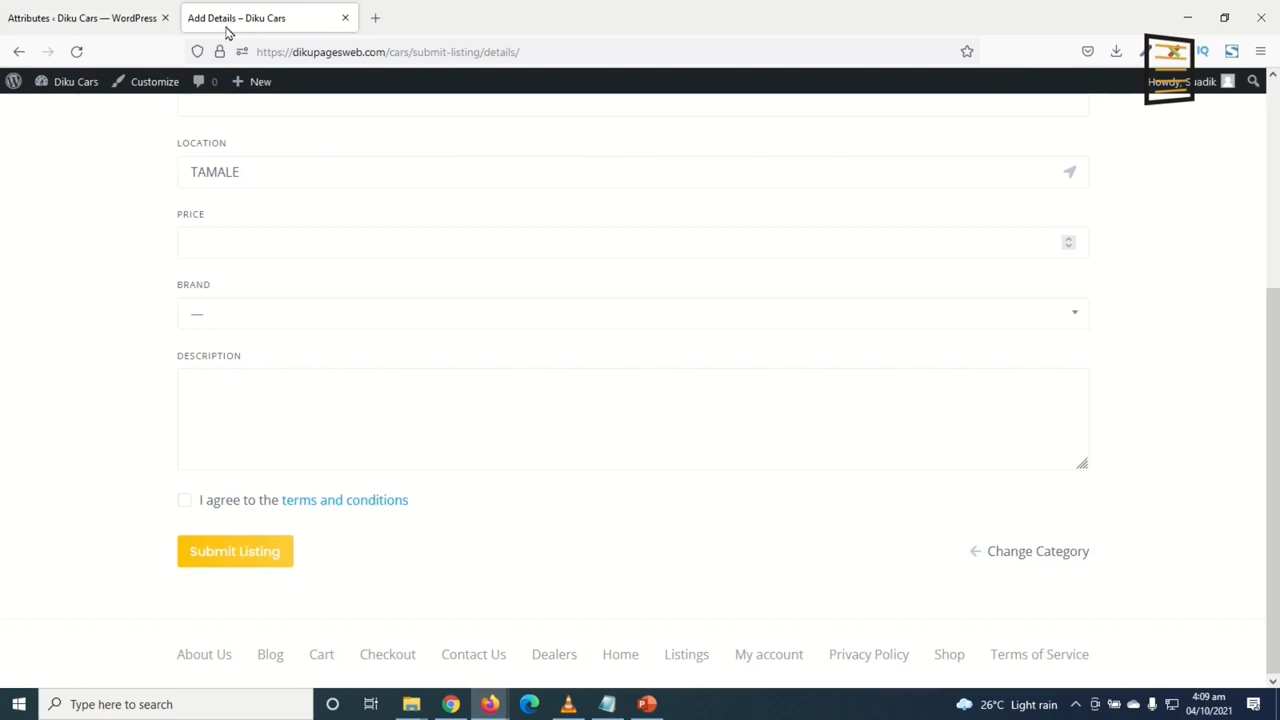 Attributes ‹ Diku Cars — WordPress
Add Details – Diku Cars
https://dikupagesweb.com/cars/submit-listing/details/
IQ
Diku Cars
Customize
0
New
Howdy, Suadik
LOCATION
TAMALE
PRICE
BRAND
—
DESCRIPTION
I agree to the terms and conditions
Submit Listing
Change Category
About Us
Blog
Cart
Checkout
Contact Us
Dealers
Home
Listings
My account
Privacy Policy
Shop
Terms of Service
Type here to search
26°C Light rain
4:09 am
04/10/2021